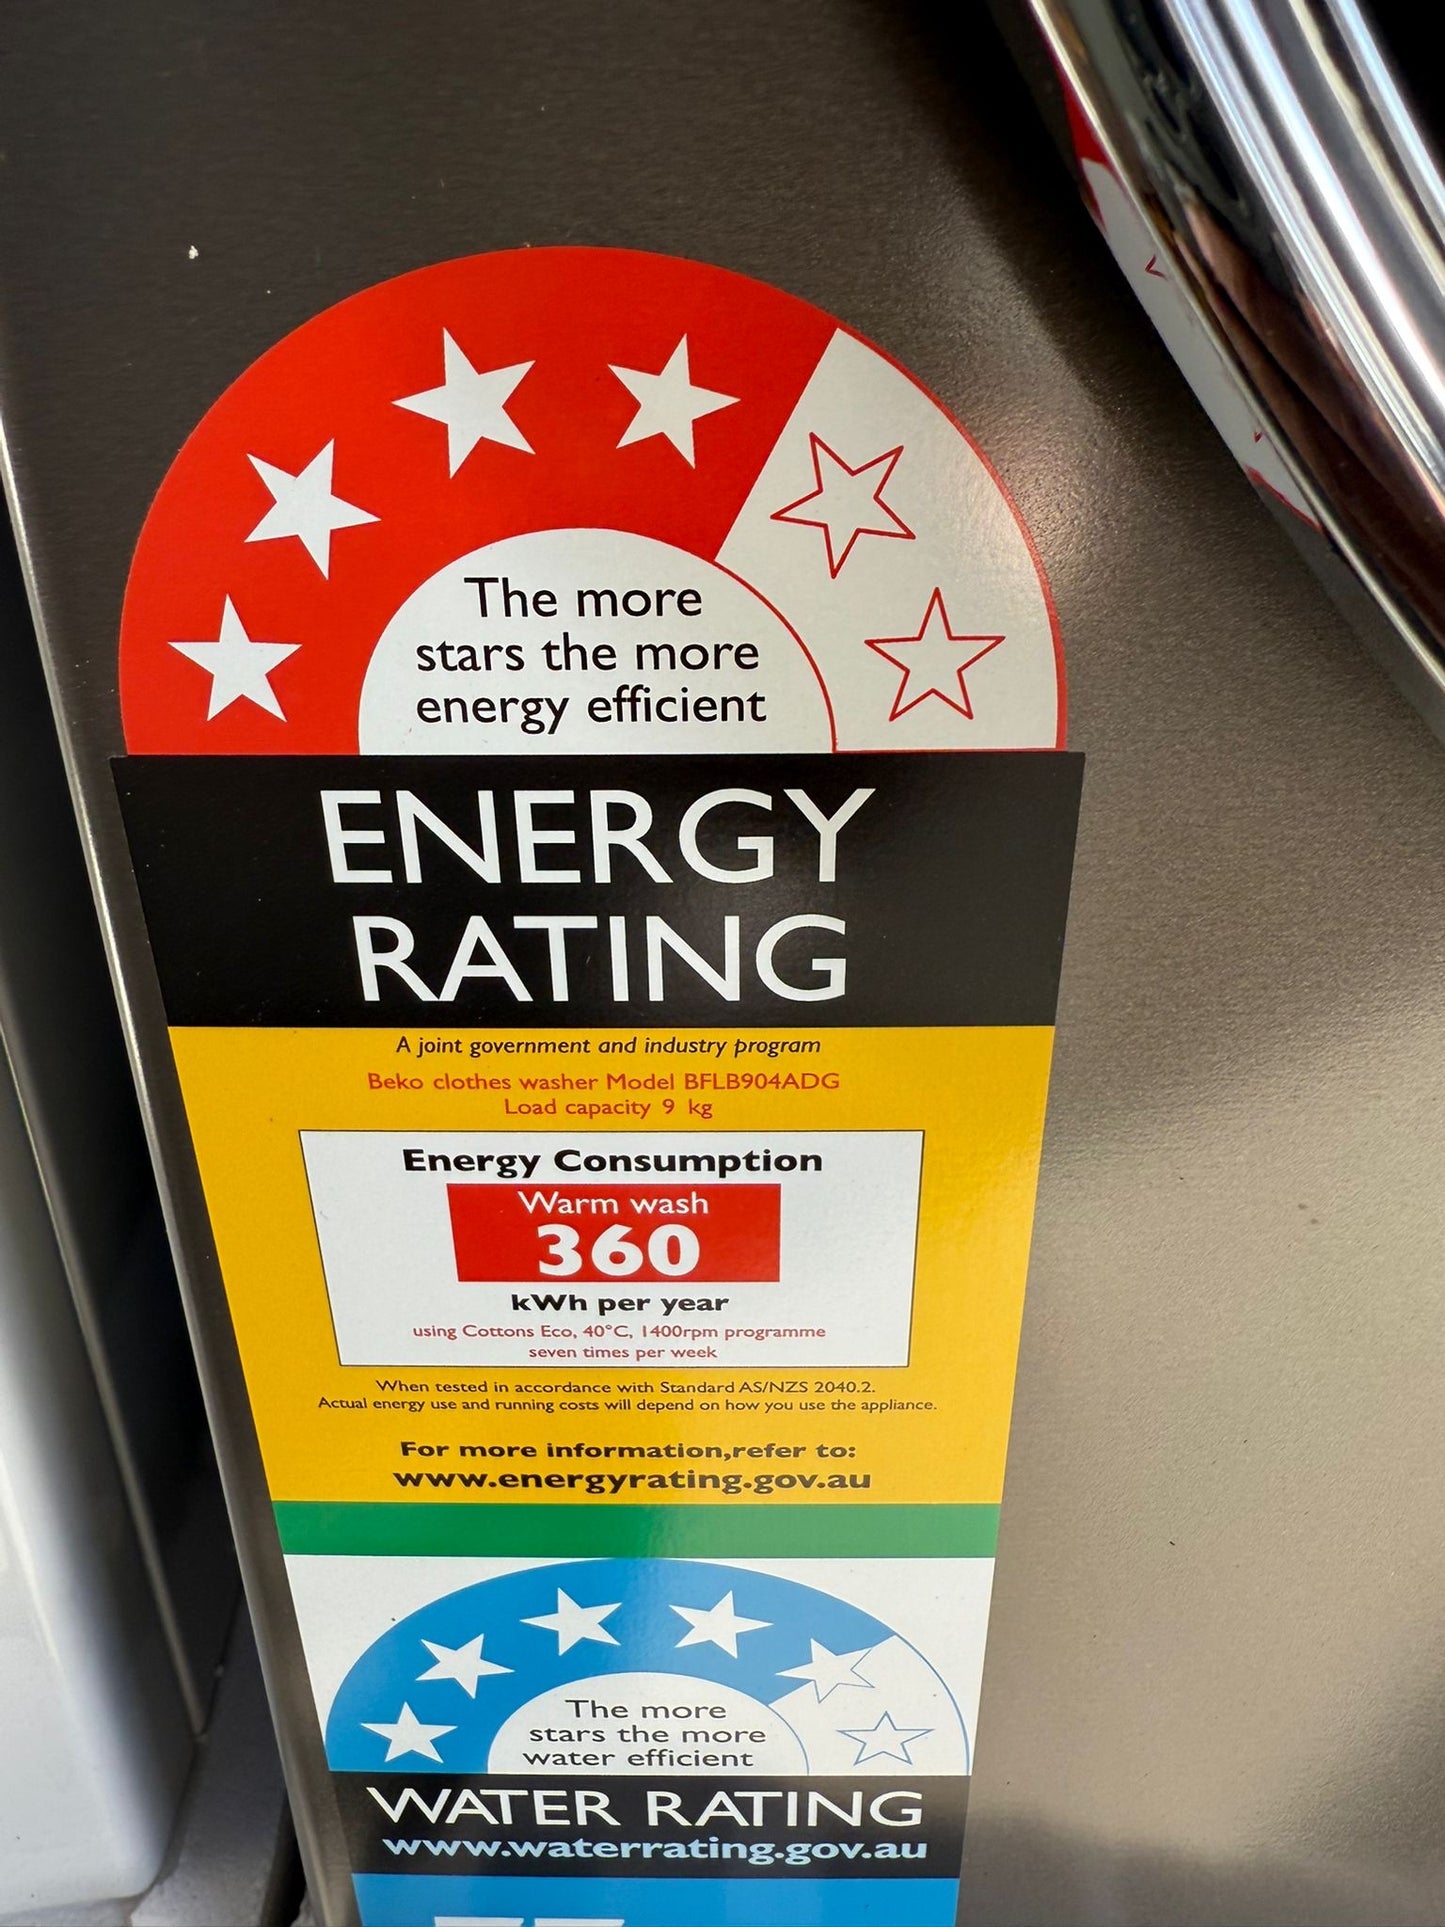 The more
stars the more
energy efficient
ENERGY
RATING
A joint government and industry program
Beko clothes washer Model BFLB904ADG
Load capacity 9 kg
Energy Consumption
Warm wash
360
kWh per year
using Cottons Eco, 40°C, 1400rpm programme
seven times per week
When tested in accordance with Standard AS/NZS 2040.2.
Actual energy use and running costs will depend on how you use the appliance.
For more information,refer to:
www.energyrating.gov.au
The more
stars the more
water efficient
WATER RATING
www.waterrating.gov.au